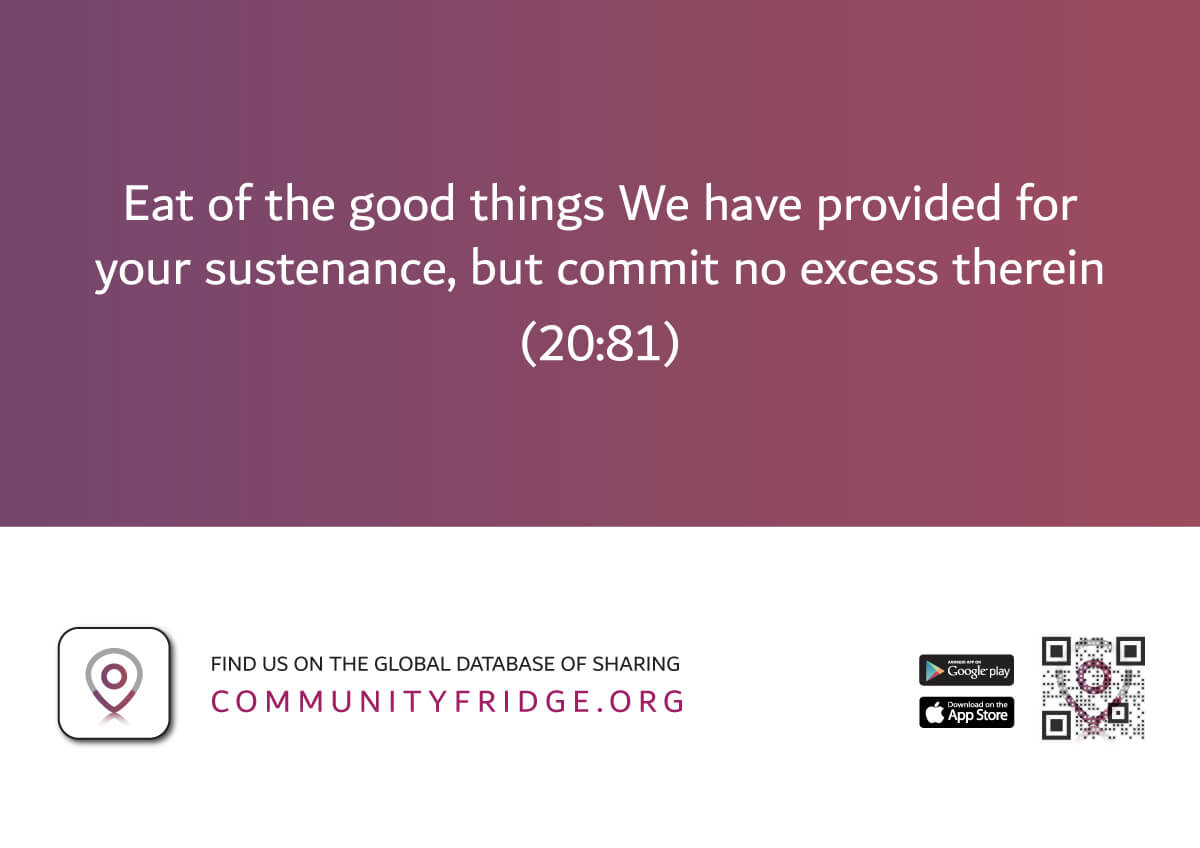 Eat of the good things We have provided for
your sustenance, but commit no excess therein
(20:81)
FIND US ON THE GLOBAL DATABASE OF SHARING
COMMUNITYFRIDGE.ORG
ANDROID APP ON
Google play
Download on the
App Store